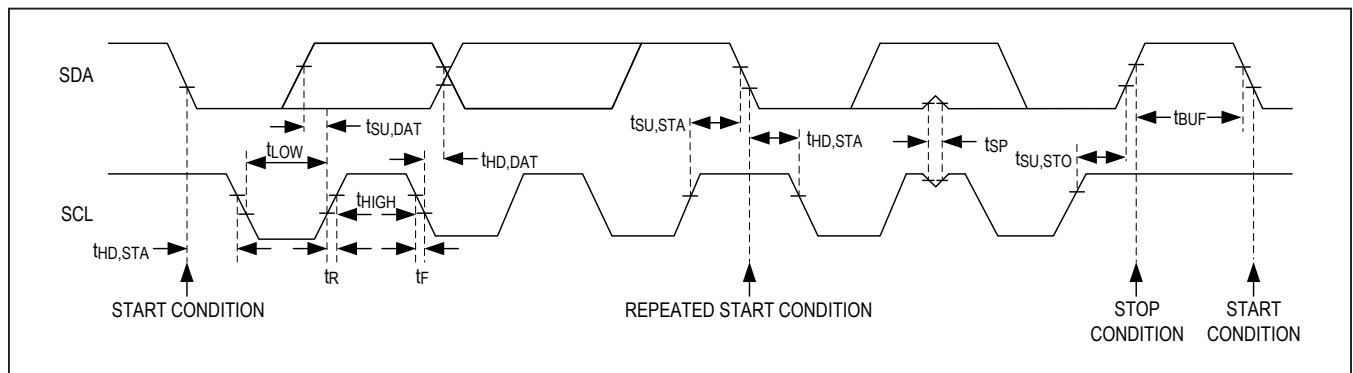 SDA
tSU,DAT
tLOW
tHD,DAT
tSU,STA
tHD,STA
tSP
tSU,STO
tBUF
SCL
tHIGH
tHD,STA
tR
tF
START CONDITION
REPEATED START CONDITION
STOP
CONDITION
START
CONDITION